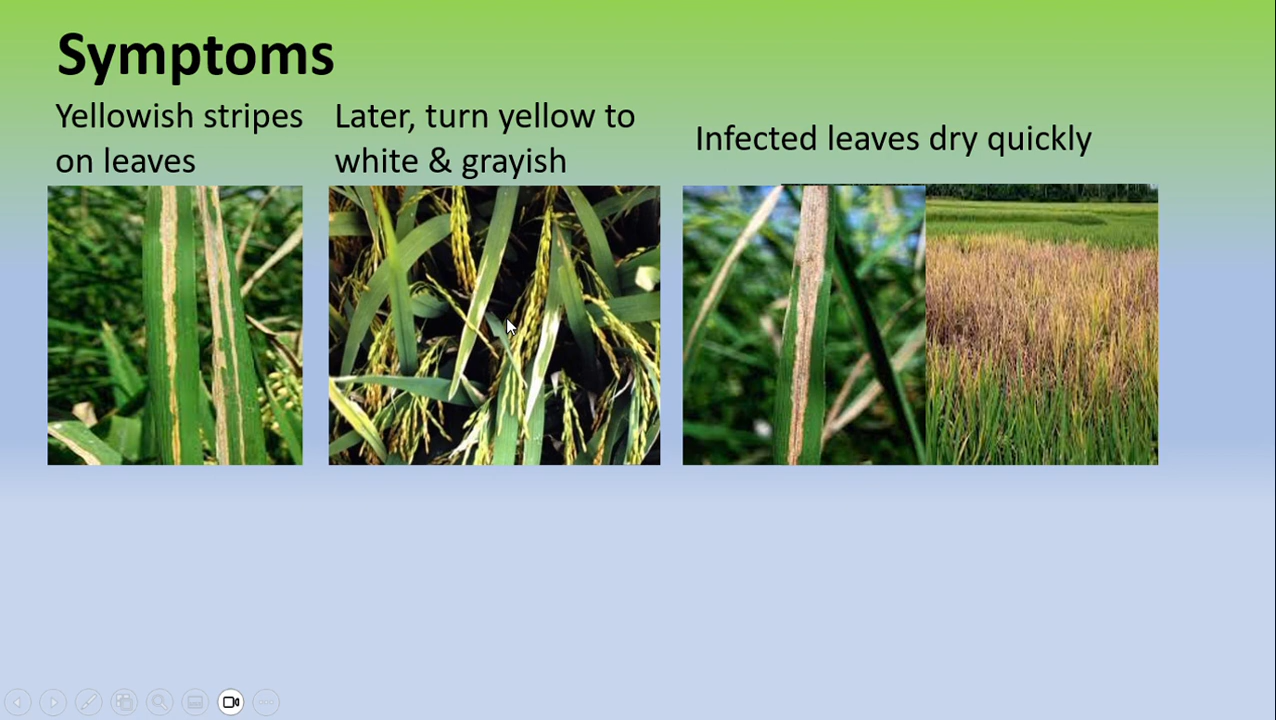 Symptoms
Yellowish stripes
on leaves
Later, turn yellow to
white & grayish
Infected leaves dry quickly